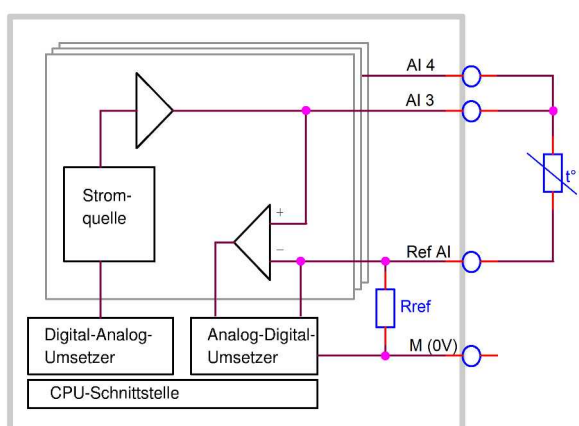 AI 4
AI 3
Strom-
quelle
+
−
t°
Ref AI
Rref
Digital-Analog-
Umsetzer
Analog-Digital-
Umsetzer
M (0V)
CPU-Schnittstelle